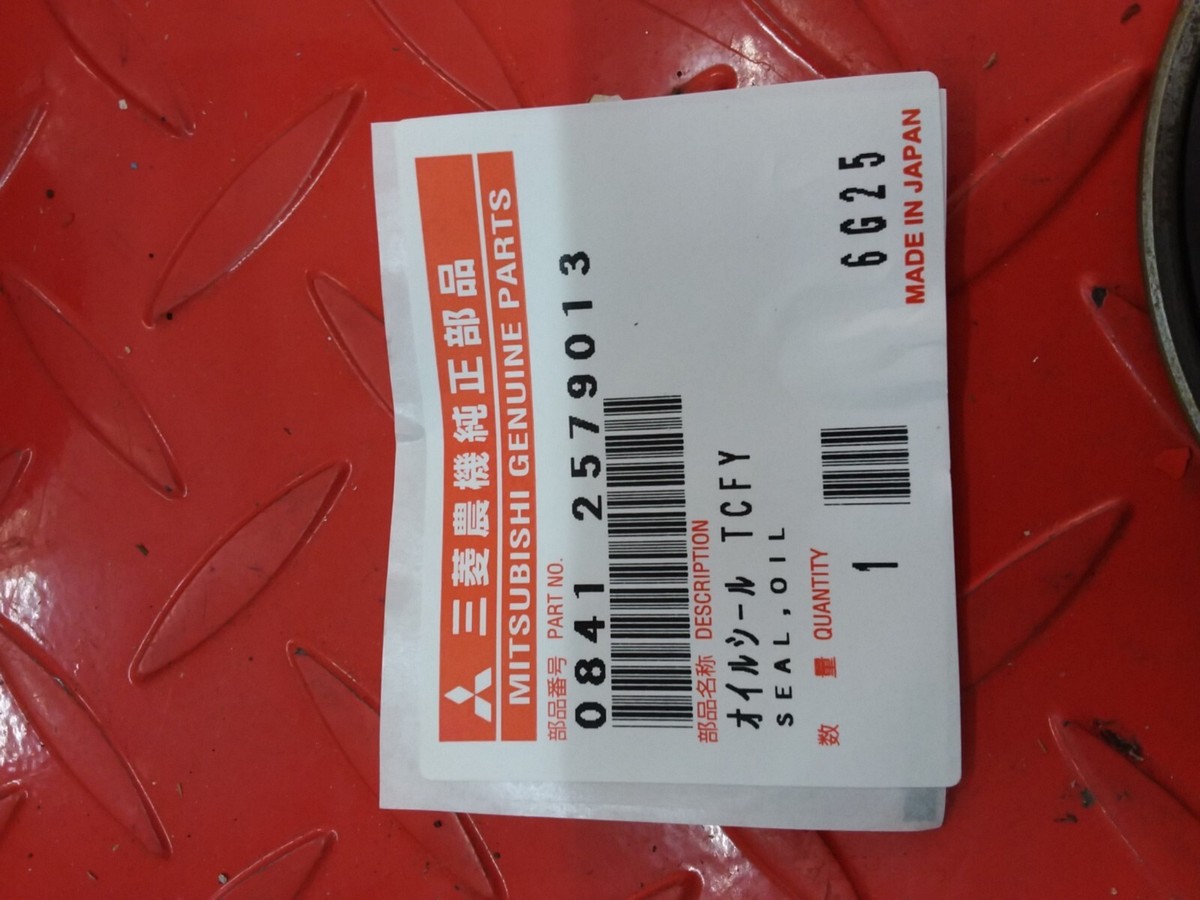 三菱農機純正部品
MITSUBISHI GENUINE PARTS
部品番号 PART NO.
0841 2579013
部品名称 DESCRIPTION
オイルシール TCFY
SEAL,OIL
数 量 QUANTITY
1
6G25
MADE IN JAPAN